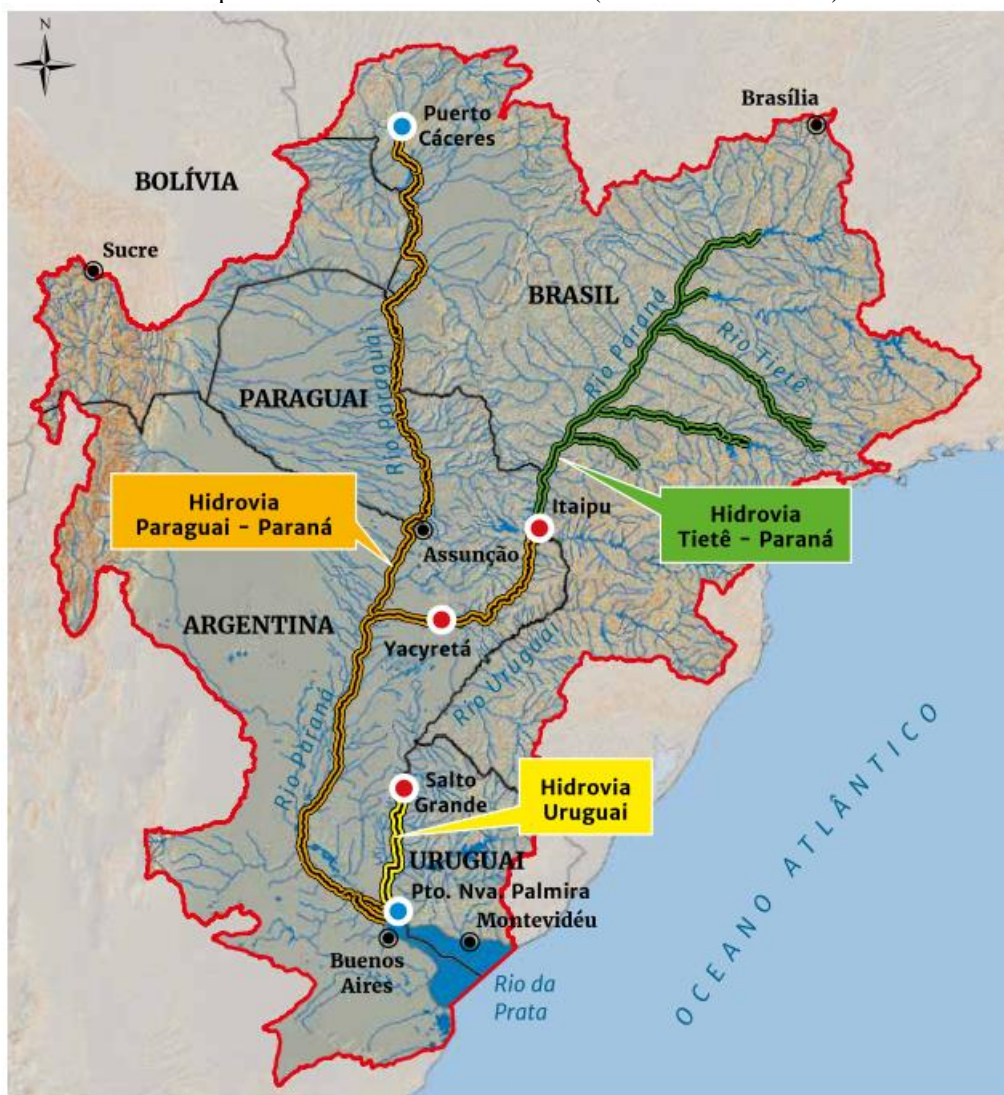 N
Puerto
Cáceres
Brasília
BOLÍVIA
Sucre
BRASIL
Rio Paraná
Rio Tietê
PARAGUAI
Rio Paraguai
Hidrovia
Paraguai - Paraná
Itaipu
Hidrovia
Tietê - Paraná
Assunção
ARGENTINA
Yacyretá
Rio Uruguai
Rio Paraná
Salto
Grande
Hidrovia
Uruguai
URUGUAI
Pto. Nva. Palmira
Montevidéu
Buenos
Aires
Rio da
Prata
OCEANO ATLÂNTICO